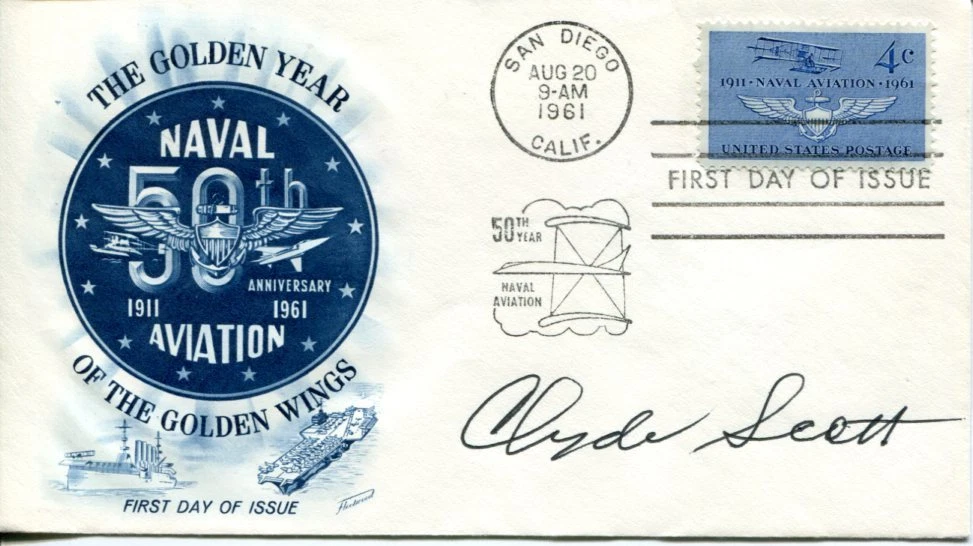 THE GOLDEN YEAR
NAVAL
50th
ANNIVERSARY
1911 1961
AVIATION
OF THE GOLDEN WINGS
FIRST DAY OF ISSUE
Fleetwood
SAN DIEGO
AUG 20
9-AM
1961
CALIF.
4c
1911 · NAVAL AVIATION · 1961
UNITED STATES POSTAGE
FIRST DAY OF ISSUE
50TH
YEAR
NAVAL
AVIATION
Clyde Scott